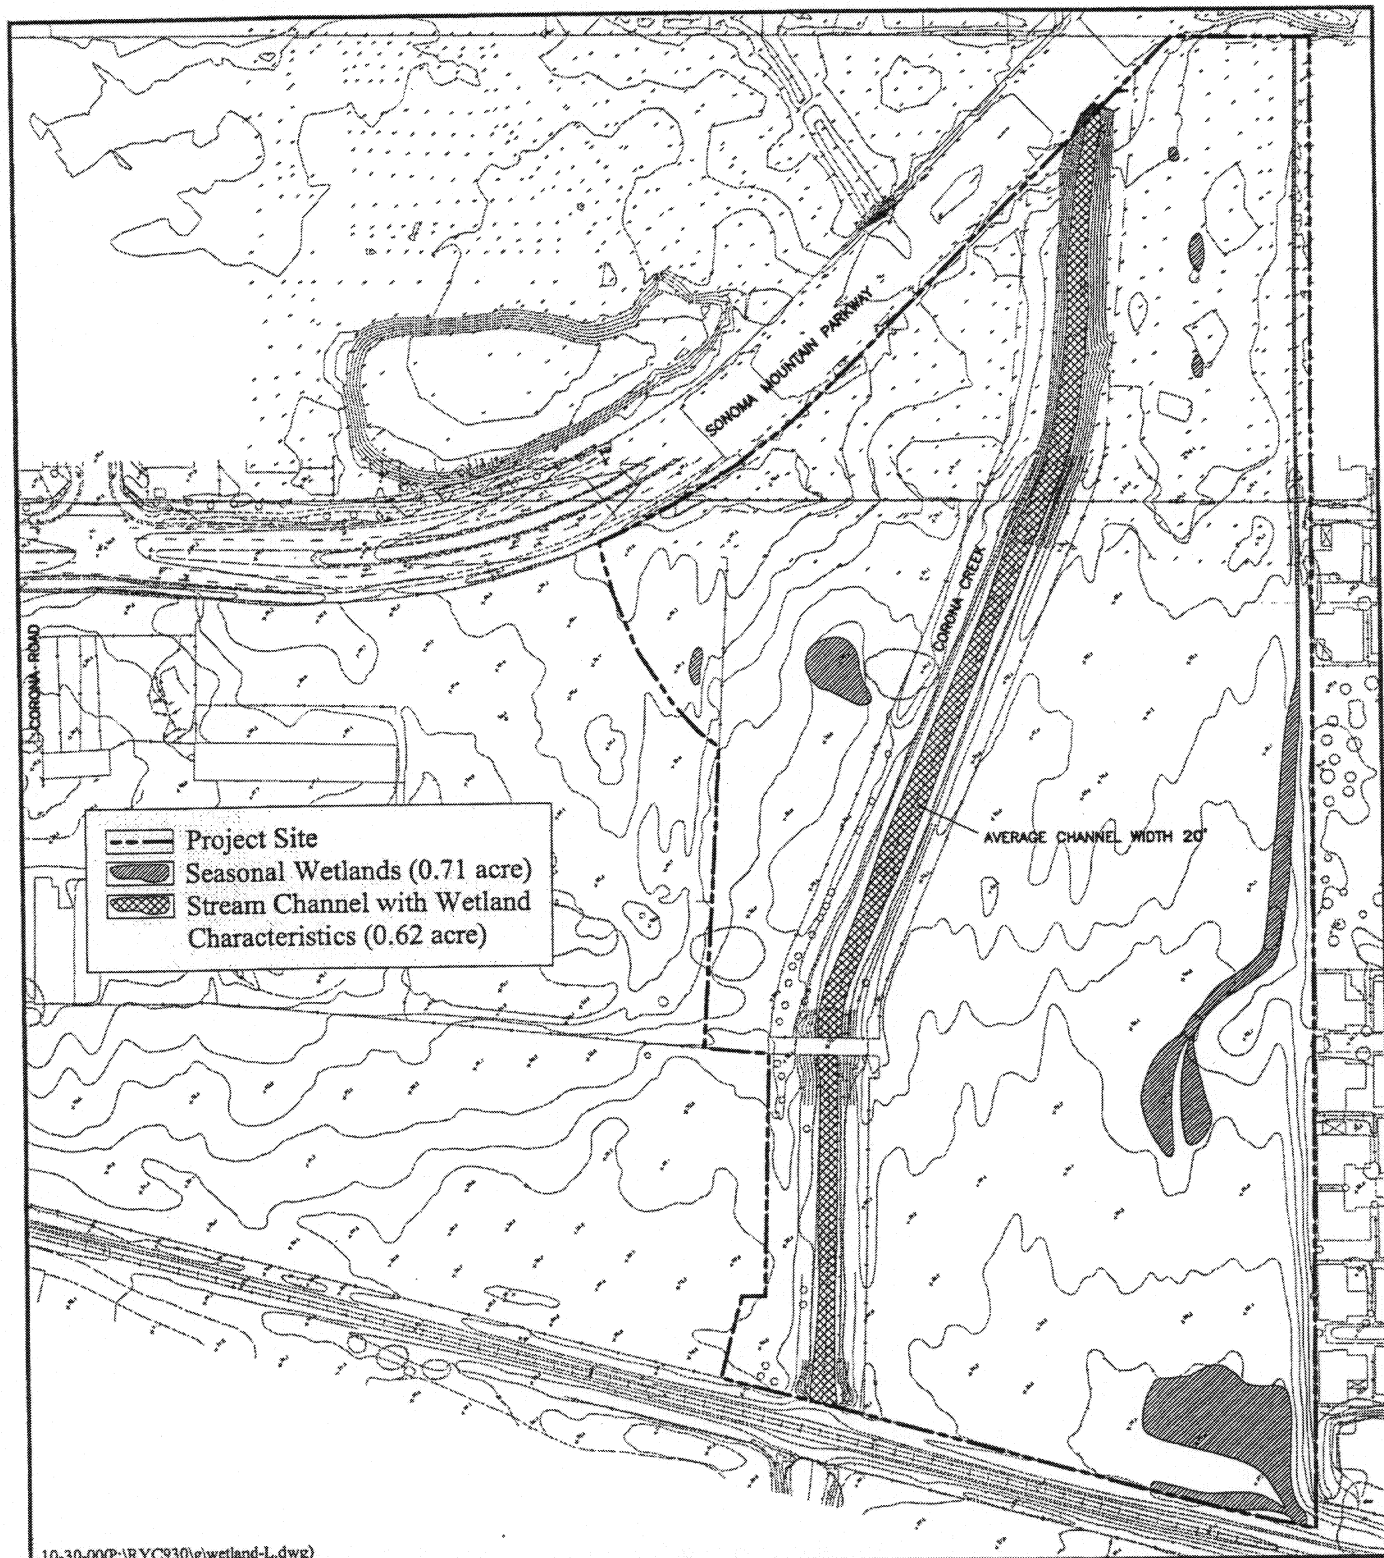 SONOMA MOUNTAIN PARKWAY
CORONA CREEK
CORONA ROAD
AVERAGE CHANNEL WIDTH 20'
Project Site
Seasonal Wetlands (0.71 acre)
Stream Channel with Wetland
Characteristics (0.62 acre)
10-30-00(P:\RYC930\g\wetland-L.dwg)